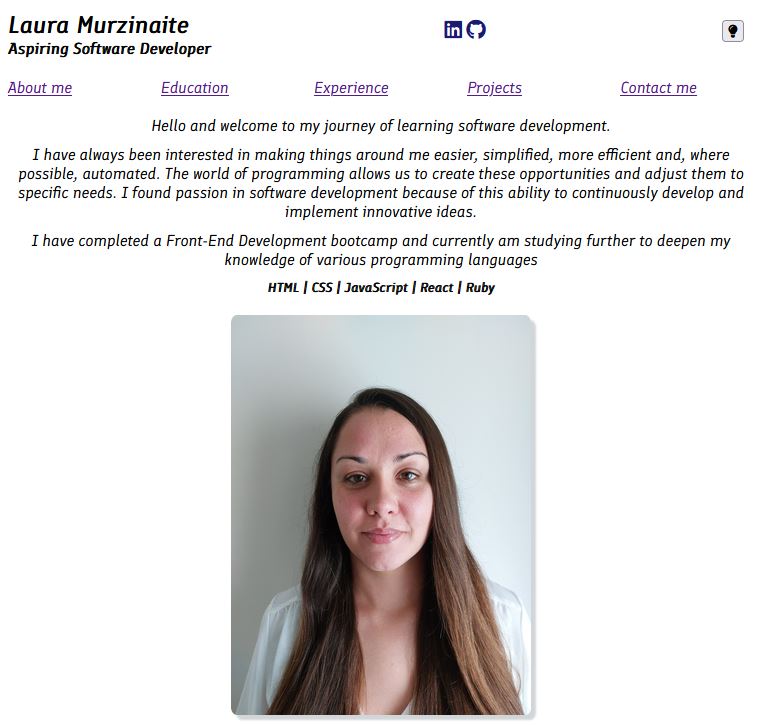 Laura Murzinaite
Aspiring Software Developer
About me Education Experience Projects Contact me
Hello and welcome to my journey of learning software development.
I have always been interested in making things around me easier, simplified, more efficient and, where
possible, automated. The world of programming allows us to create these opportunities and adjust them to
specific needs. I found passion in software development because of this ability to continuously develop and
implement innovative ideas.
I have completed a Front-End Development bootcamp and currently am studying further to deepen my
knowledge of various programming languages
HTML | CSS | JavaScript | React | Ruby